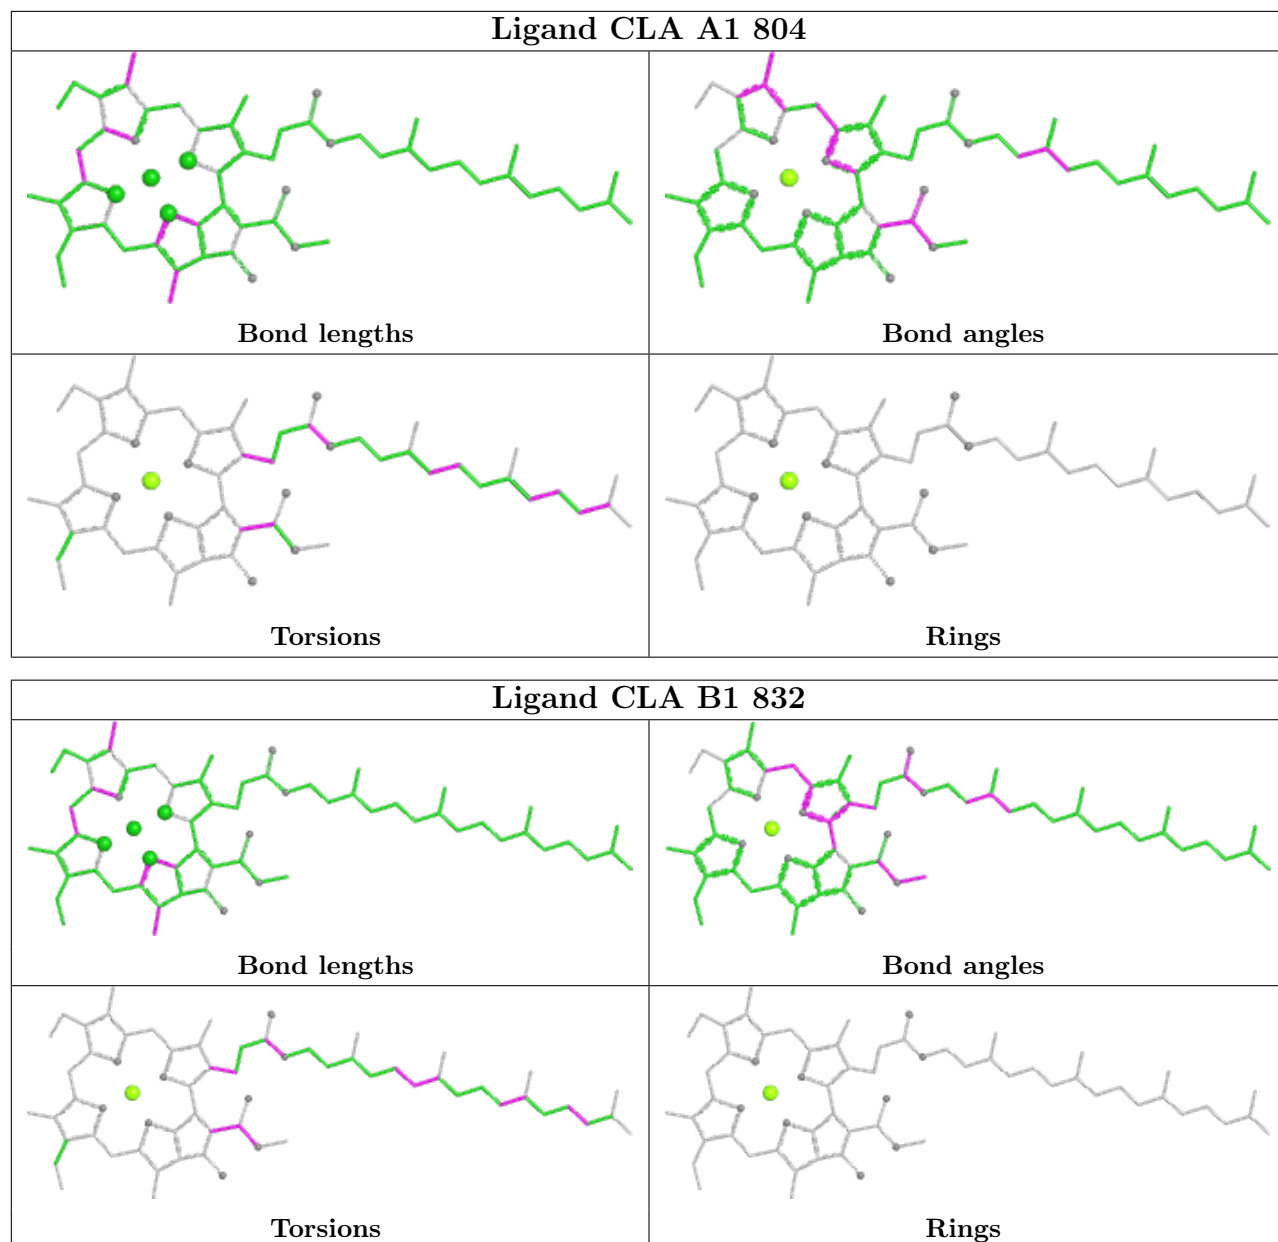 Ligand CLA A1 804
Bond lengths
Bond angles
Torsions
Rings
Ligand CLA B1 832
Bond lengths
Bond angles
Torsions
Rings